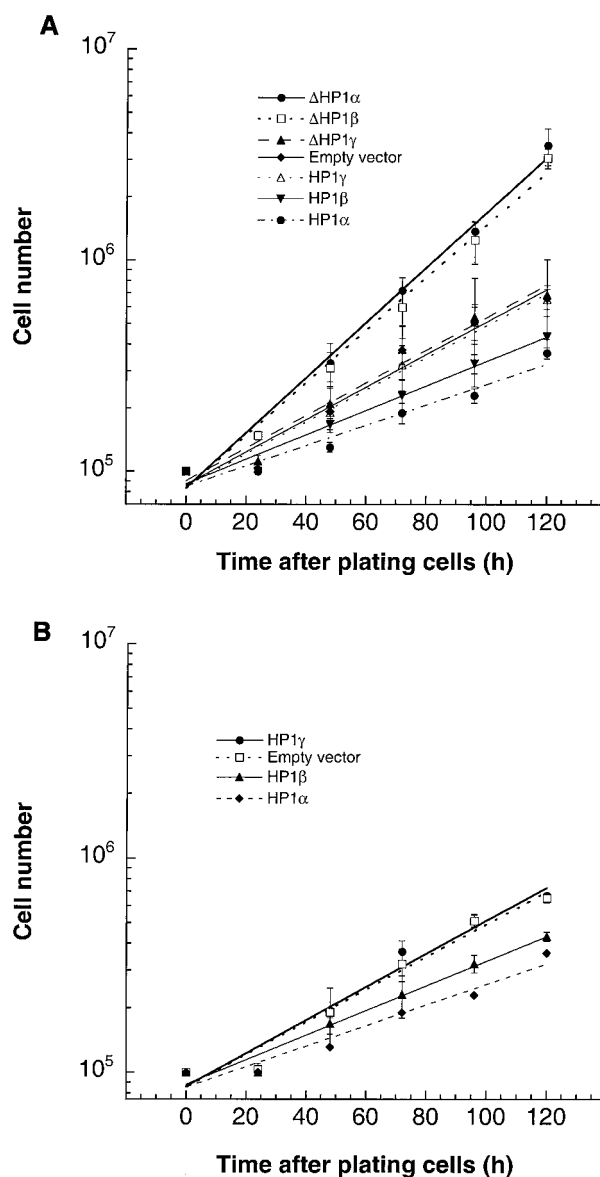 A
10^7
10^6
10^5
Cell number
ΔHP1α
ΔHP1β
ΔHP1γ
Empty vector
HP1γ
HP1β
HP1α
0 20 40 60 80 100 120
Time after plating cells (h)
B
10^7
10^6
10^5
Cell number
HP1γ
Empty vector
HP1β
HP1α
0 20 40 60 80 100 120
Time after plating cells (h)